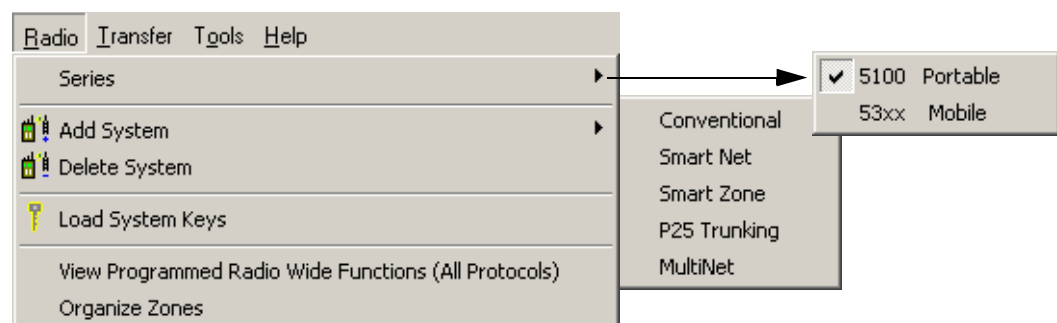 Radio Transfer Tools Help
Series
Add System
Delete System
Load System Keys
View Programmed Radio Wide Functions (All Protocols)
Organize Zones
Conventional
Smart Net
Smart Zone
P25 Trunking
MultiNet
5100 Portable
53xx Mobile